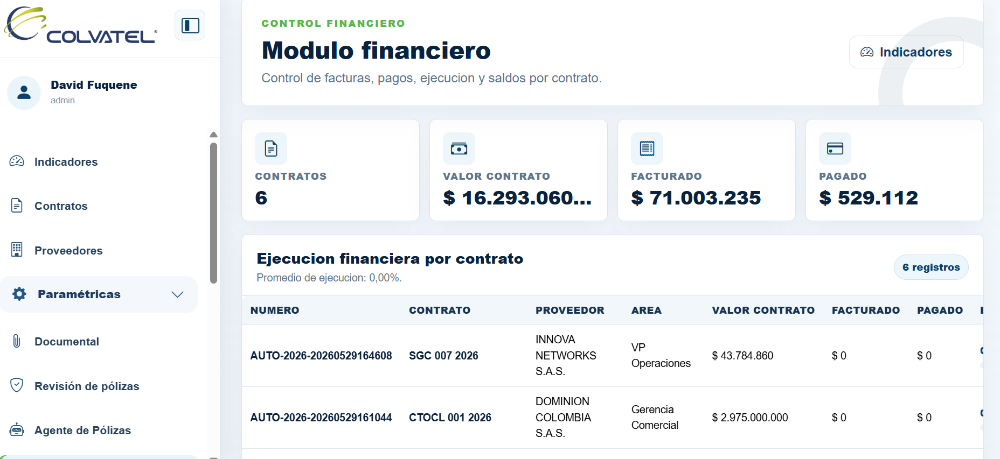 COLVATEL®
David Fuquene
admin
Indicadores
Contratos
Proveedores
Paramétricas
Documental
Revisión de pólizas
Agente de Pólizas
CONTROL FINANCIERO
Modulo financiero
Control de facturas, pagos, ejecucion y saldos por contrato.
Indicadores
CONTRATOS
6
VALOR CONTRATO
$ 16.293.060...
FACTURADO
$ 71.003.235
PAGADO
$ 529.112
Ejecucion financiera por contrato
Promedio de ejecucion: 0,00%.
6 registros
NUMERO CONTRATO PROVEEDOR AREA VALOR CONTRATO FACTURADO PAGADO
AUTO-2026-20260529164608
SGC 007 2026
INNOVA
NETWORKS
S.A.S.
VP
Operaciones
$ 43.784.860
$ 0
$ 0
AUTO-2026-20260529161044
CTOCL 001 2026
DOMINION
COLOMBIA
S.A.S.
Gerencia
Comercial
$ 2.975.000.000
$ 0
$ 0